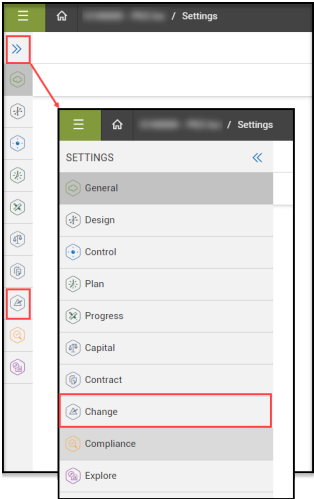 / Settings
/ Settings
SETTINGS
General
Design
Control
Plan
Progress
Capital
Contract
Change
Compliance
Explore